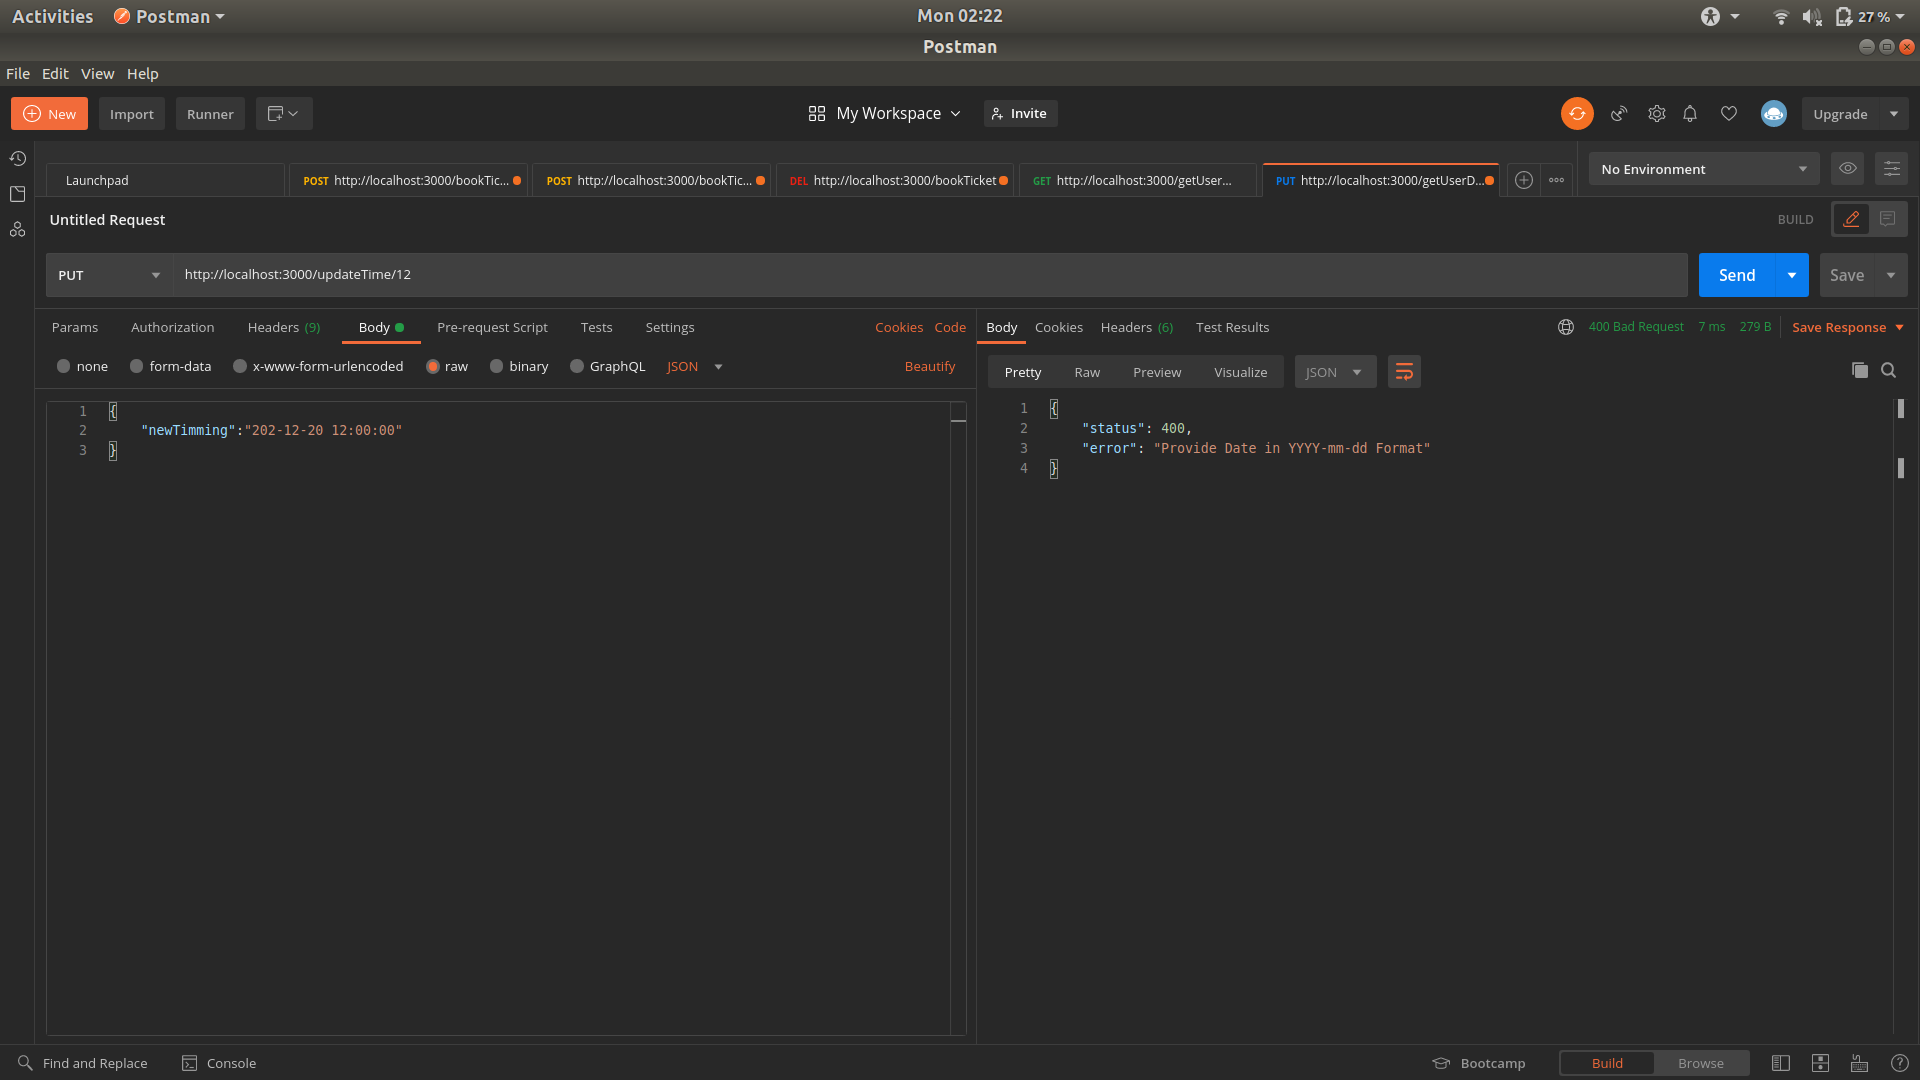 Activities Postman Mon 02:22 27 %
Postman
File Edit View Help
New Import Runner My Workspace Invite Upgrade
Launchpad POST http://localhost:3000/bookTic... POST http://localhost:3000/bookTic... DEL http://localhost:3000/bookTicket GET http://localhost:3000/getUser... PUT http://localhost:3000/getUserD... No Environment
Untitled Request BUILD
PUT http://localhost:3000/updateTime/12 Send Save
Params Authorization Headers (9) Body Pre-request Script Tests Settings Cookies Code
none form-data x-www-form-urlencoded raw binary GraphQL JSON Beautify
1 {
2 "newTimming":"202-12-20 12:00:00"
3 }
Body Cookies Headers (6) Test Results 400 Bad Request 7 ms 279 B Save Response
Pretty Raw Preview Visualize JSON
1 {
2 "status": 400,
3 "error": "Provide Date in YYYY-mm-dd Format"
4 }
Find and Replace Console Bootcamp Build Browse